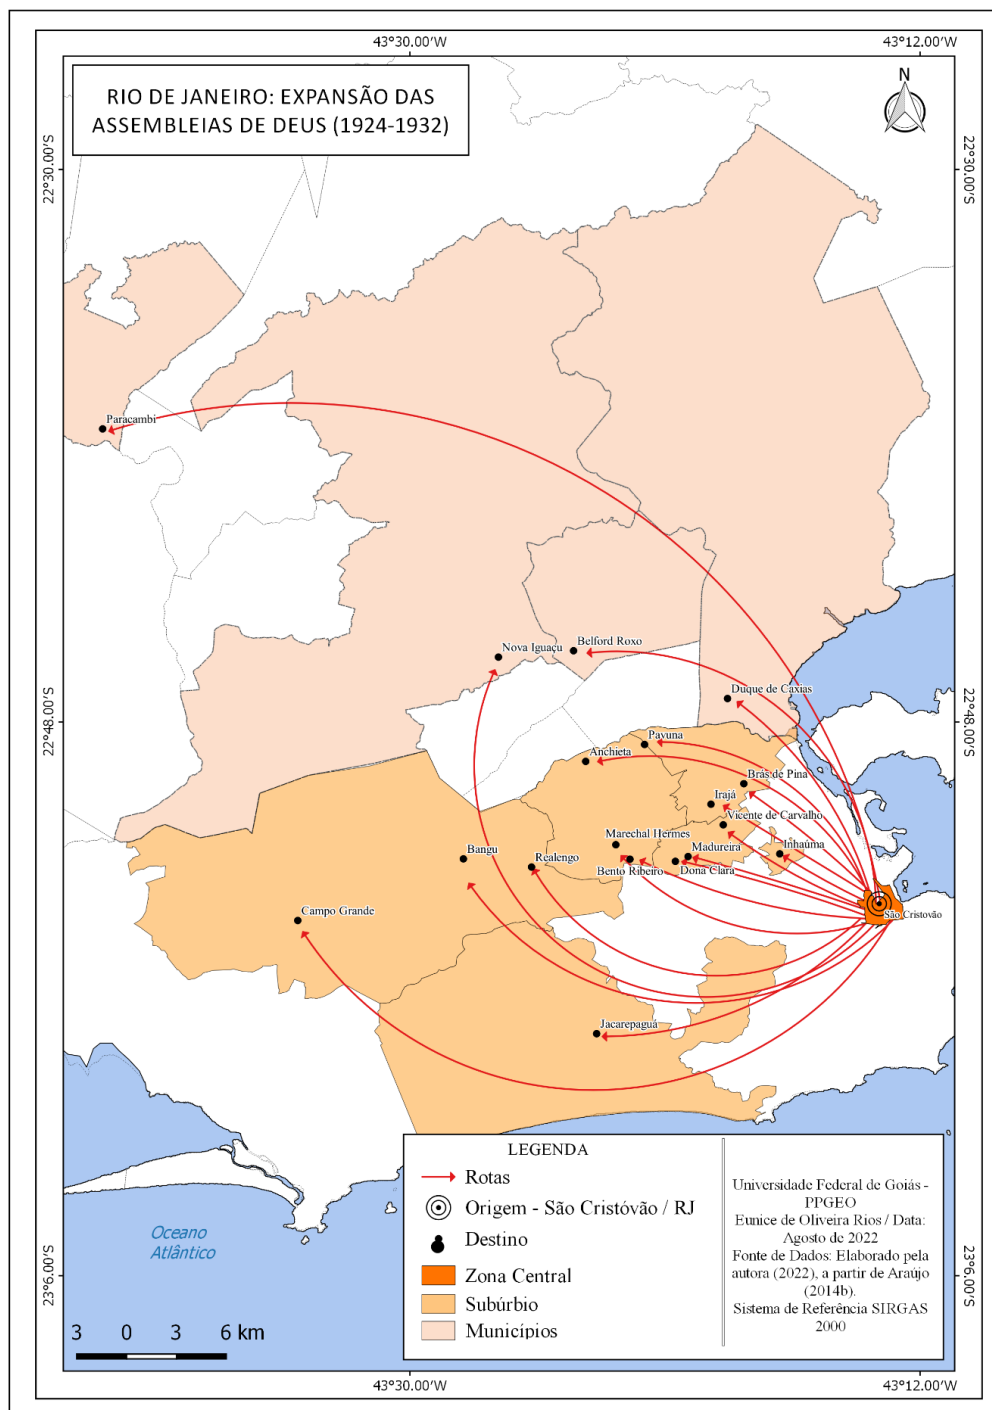 43°30.00'W
43°12.00'W
RIO DE JANEIRO: EXPANSÃO DAS
ASSEMBLEIAS DE DEUS (1924-1932)
N
22°30.00'S
22°30.00'S
Paracambi
Nova Iguaçu
Belford Roxo
Duque de Caxias
22°48.00'S
22°48.00'S
Pavuna
Anchieta
Brás de Pina
Irajá
Vicente de Carvalho
Marechal Hermes
Madureira
Inhaúma
Bangu
Realengo
Bento Ribeiro
Dona Clara
Campo Grande
São Cristovão
Jacarepaguá
LEGENDA
Rotas
Origem - São Cristóvão / RJ
Destino
Zona Central
Subúrbio
Municípios
Universidade Federal de Goiás -
PPGEO
Eunice de Oliveira Rios / Data:
Agosto de 2022
Fonte de Dados: Elaborado pela
autora (2022), a partir de Araújo
(2014b).
Sistema de Referência SIRGAS
2000
Oceano
Atlântico
23°6.00'S
23°6.00'S
3 0 3 6 km
43°30.00'W
43°12.00'W